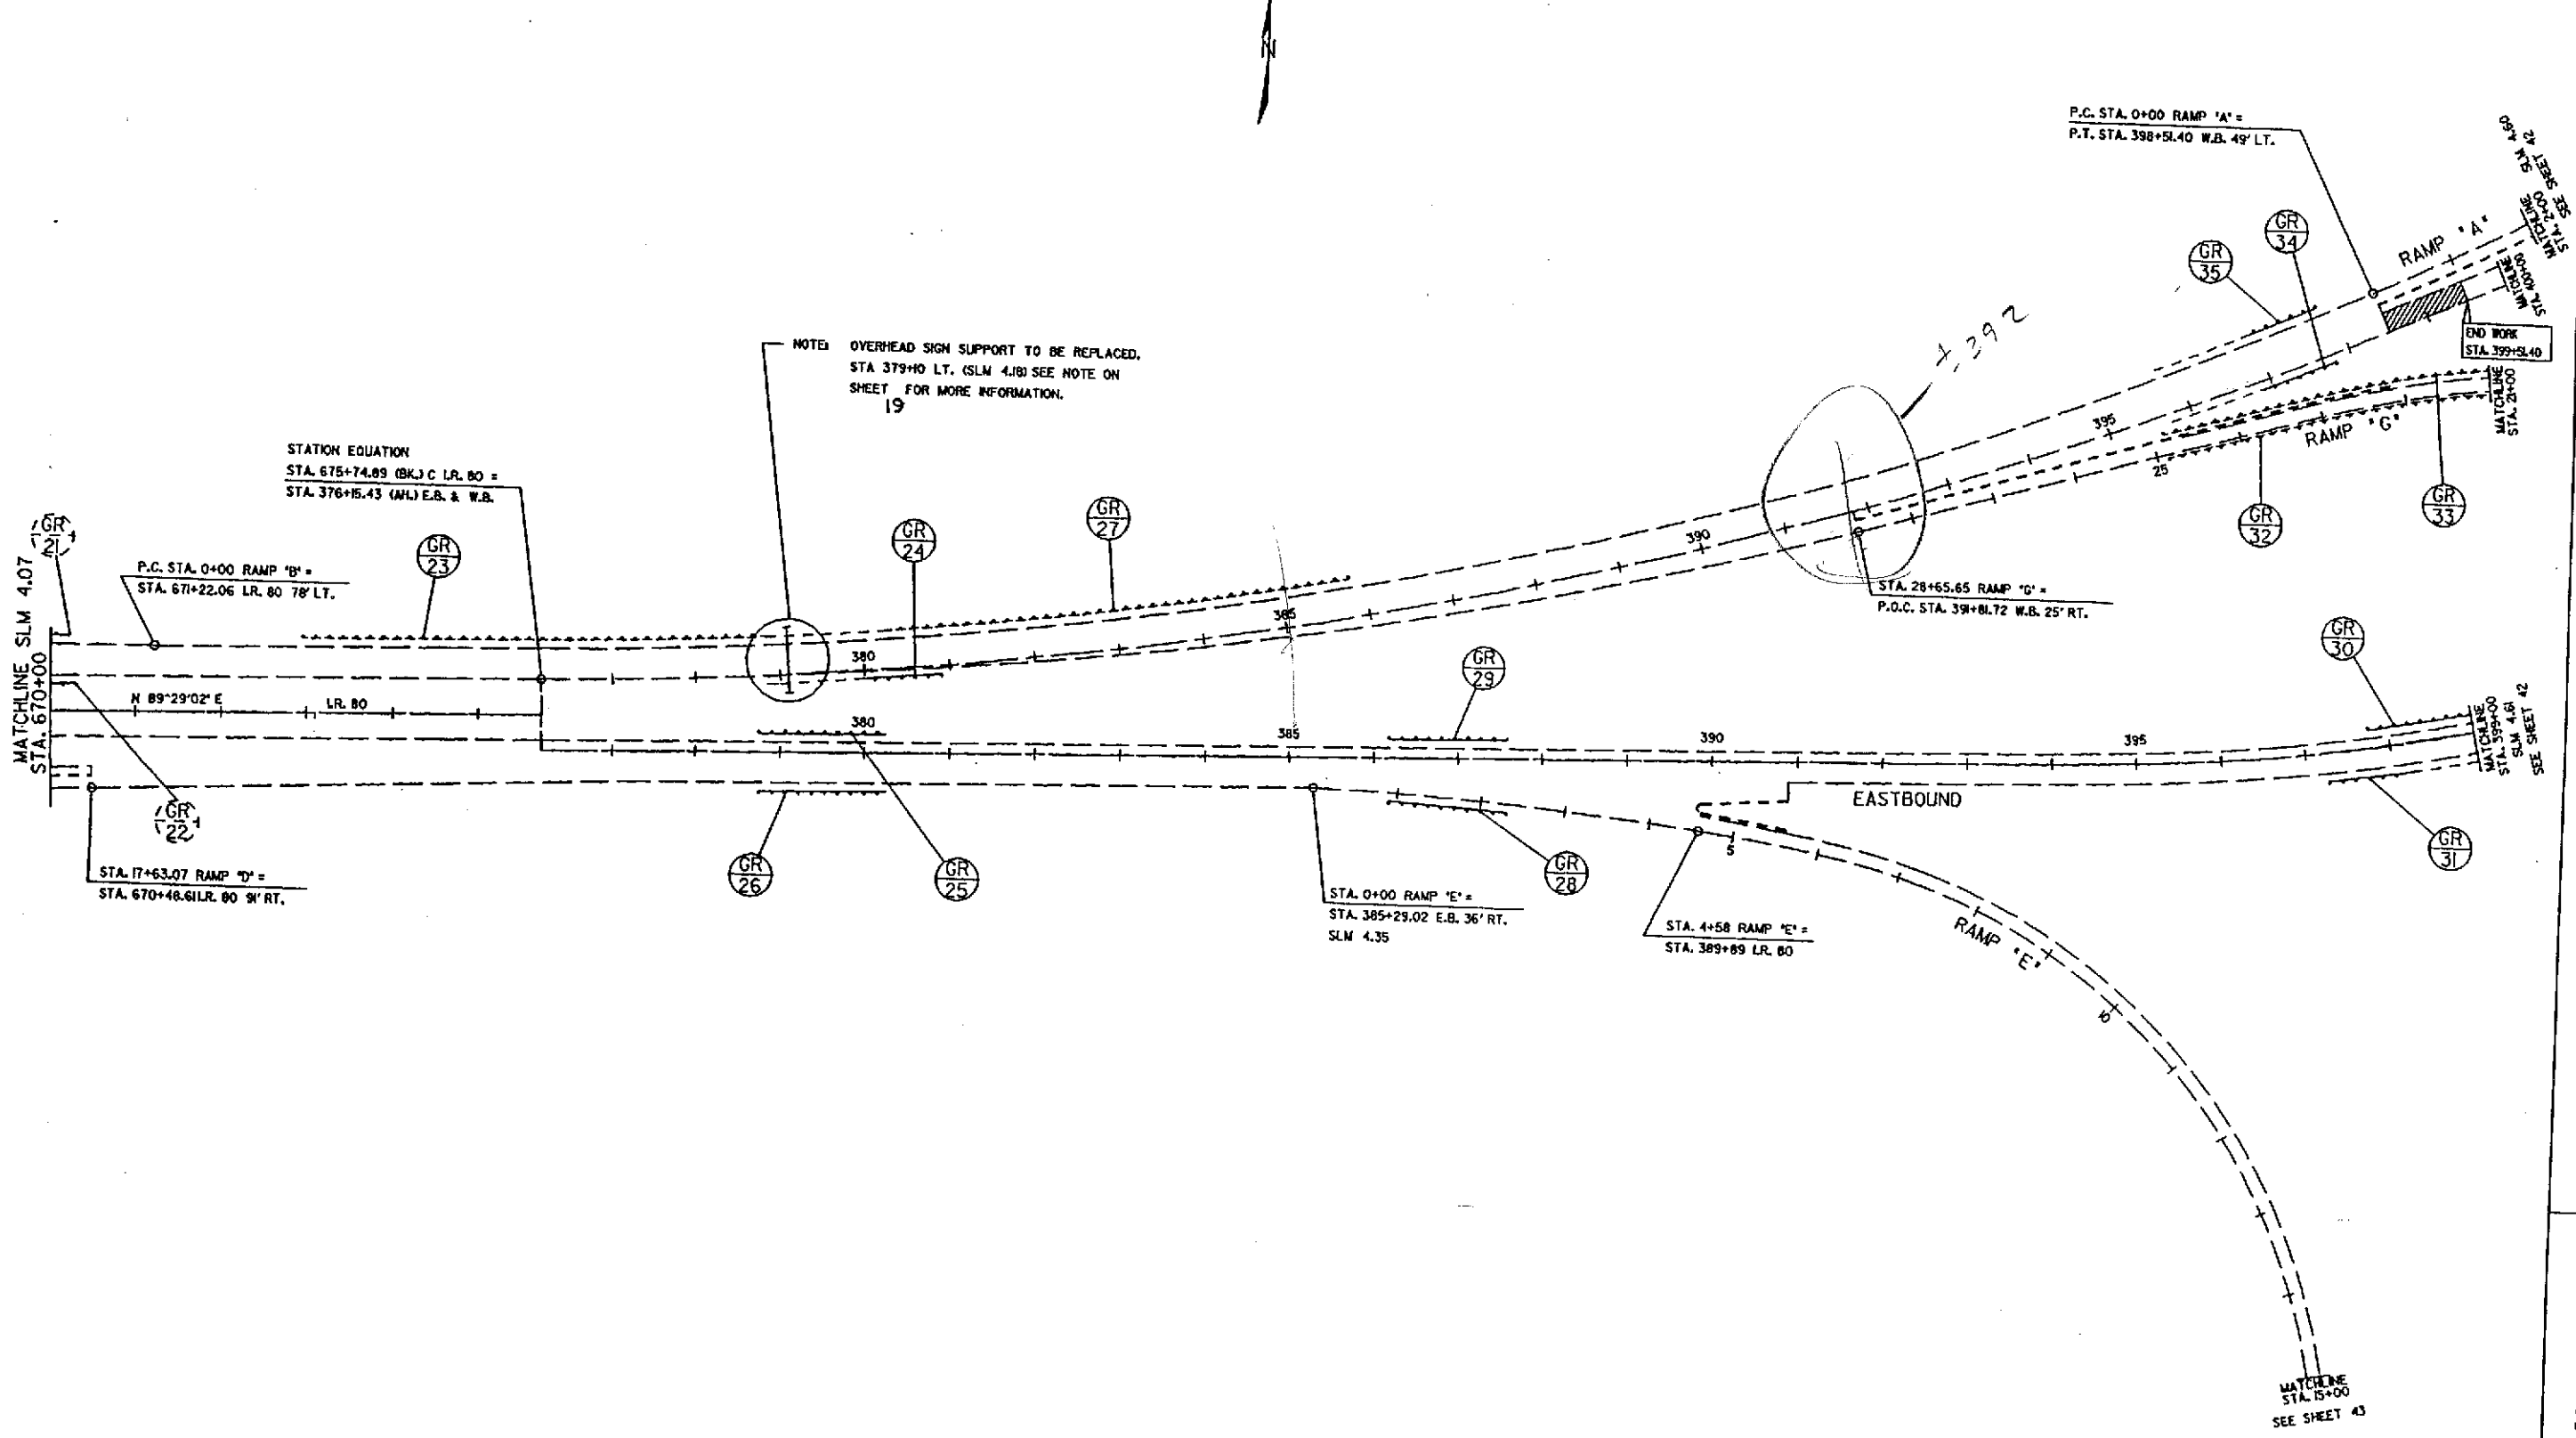 N
P.C. STA. 0+00 RAMP "A" =
P.T. STA. 398+51.40 W.B. 49' LT.
MATCHLINE SLM 4.60
STA. 2+00
SEE SHEET 42
MATCHLINE
STA. 400+00
RAMP "A"
GR
34
GR
35
END WORK
STA. 399+51.40
± 392
NOTE: OVERHEAD SIGN SUPPORT TO BE REPLACED.
STA 379+10 LT. (SLM 4.18) SEE NOTE ON
SHEET FOR MORE INFORMATION.
19
MATCHLINE
STA. 21+00
395
RAMP "G"
25
GR
32
GR
33
STATION EQUATION
STA. 675+74.89 (BK.) C L.R. 80 =
STA. 376+15.43 (AH.) E.B. & W.B.
GR
21
GR
23
GR
24
GR
27
390
P.C. STA. 0+00 RAMP "B" =
STA. 671+22.06 L.R. 80 78' LT.
STA. 28+65.65 RAMP "G" =
P.O.C. STA. 391+81.72 W.B. 25' RT.
385
380
GR
29
GR
30
MATCHLINE SLM 4.07
STA. 670+00
N 89°29'02" E
L.R. 80
380
385
390
395
MATCHLINE
STA. 399+00
SLM 4.61
SEE SHEET 42
EASTBOUND
GR
22
GR
26
GR
25
GR
28
5
GR
31
STA. 17+63.07 RAMP "D" =
STA. 670+48.61 L.R. 80 91' RT.
STA. 0+00 RAMP "E" =
STA. 385+29.02 E.B. 36' RT.
SLM 4.35
STA. 4+58 RAMP "E" =
STA. 389+89 L.R. 80
RAMP "E"
MATCHLINE
STA. 15+00
SEE SHEET 43